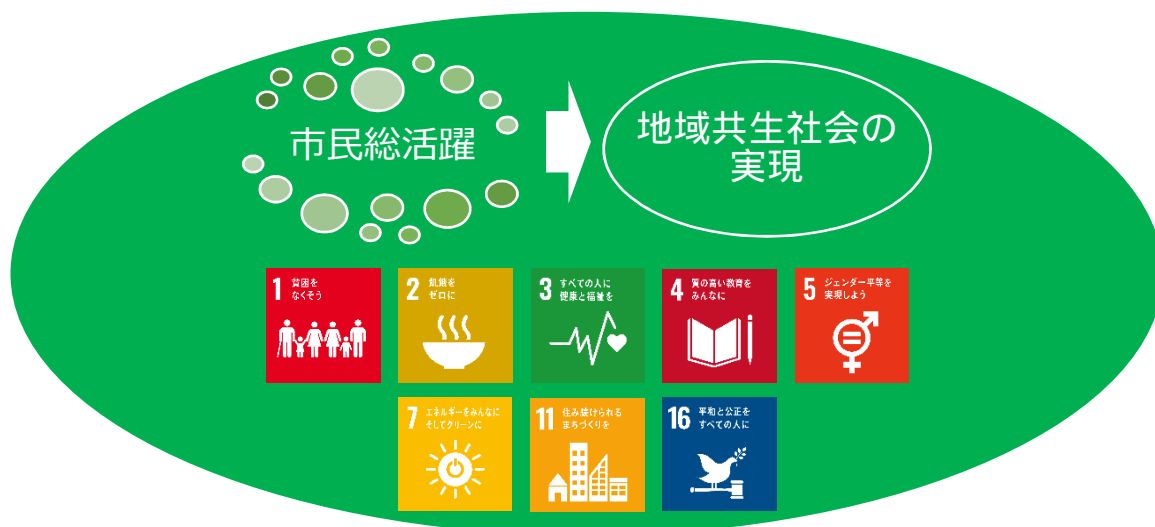 市民総活躍
地域共生社会の
実現
1 貧困を
なくそう
2 飢餓を
ゼロに
3 すべての人に
健康と福祉を
4 質の高い教育を
みんなに
5 ジェンダー平等を
実現しよう
7 エネルギーをみんなに
そしてクリーンに
11 住み続けられる
まちづくりを
16 平和と公正を
すべての人に